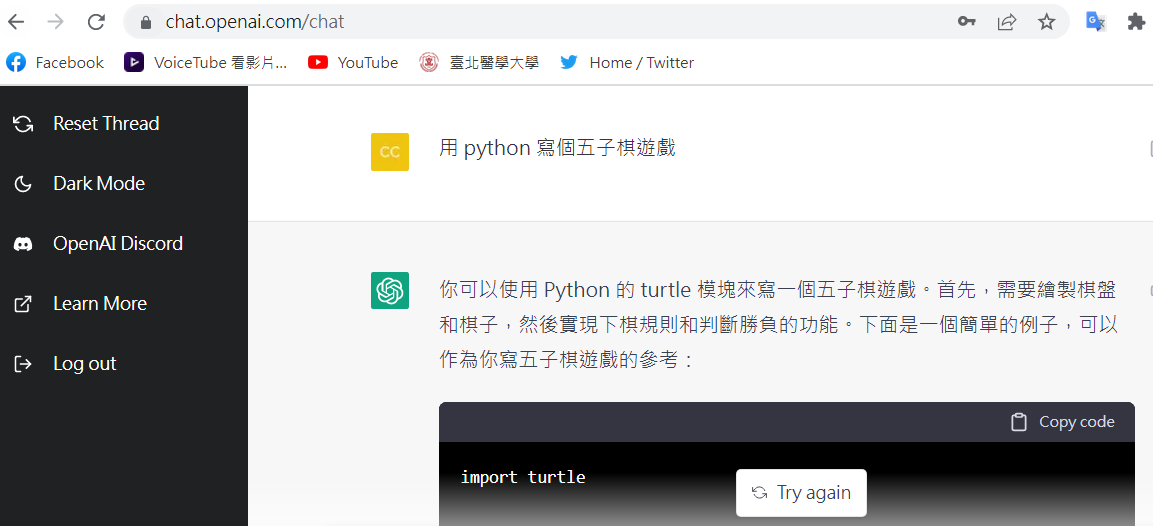 chat.openai.com/chat
Facebook
VoiceTube 看影片...
YouTube
臺北醫學大學
Home / Twitter
Reset Thread
Dark Mode
OpenAI Discord
Learn More
Log out
CC
用 python 寫個五子棋遊戲
你可以使用 Python 的 turtle 模塊來寫一個五子棋遊戲。首先，需要繪製棋盤
和棋子，然後實現下棋規則和判斷勝負的功能。下面是一個簡單的例子，可以
作為你寫五子棋遊戲的參考：
Copy code
import turtle
Try again